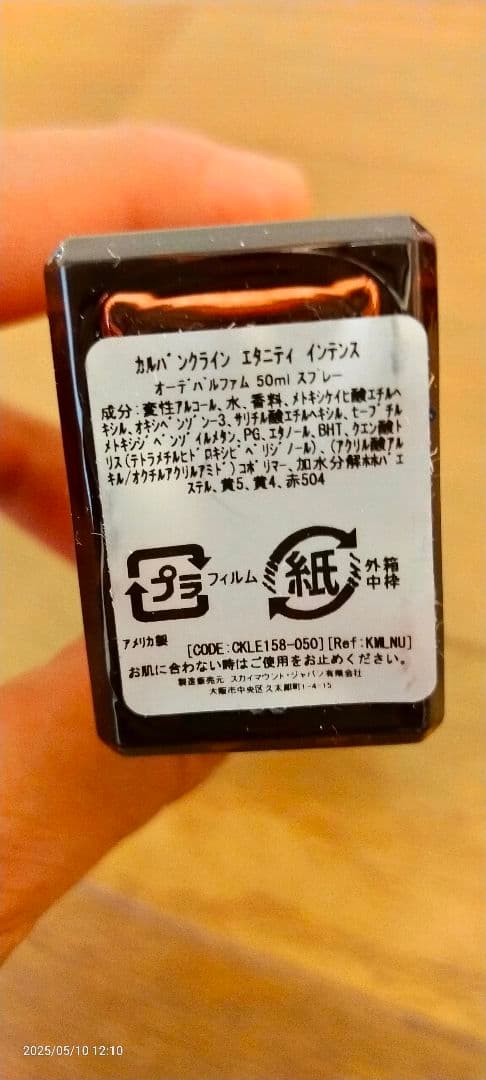 カルバンクライン エタニティ インテンス
オーデパルファム 50ml スプレー
成分:変性アルコール、水、香料、メトキシケイヒ酸エチルヘ
キシル、オキシベンゾン-3、サリチル酸エチルヘキシル、t-ブチル
メトキシジベンゾイルメタン、PG、エタノール、BHT、クエン酸ト
リス(テトラメチルヒドロキシピペリジノール)、(アクリル酸アル
キル/オクチルアクリルアミド)コポリマー、加水分解ホホバエ
ステル、黄5、黄4、赤504
プラ
フィルム
紙
外箱
中枠
アメリカ製
[CODE:CKLE158-050][Ref:KMLNU]
お肌に合わない時はご使用をお止めください。
製造販売元 スカイマウント・ジャパン有限会社
大阪市中央区久太郎町1-4-15
2025/05/10 12:10